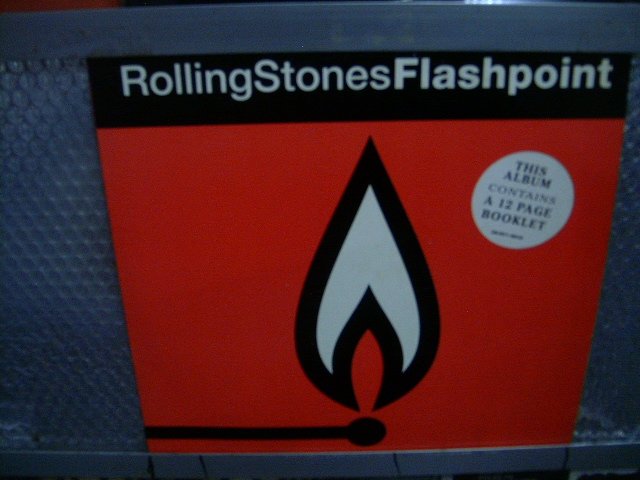 RollingStonesFlashpoint
THIS
ALBUM
CONTAINS
A 12 PAGE
BOOKLET